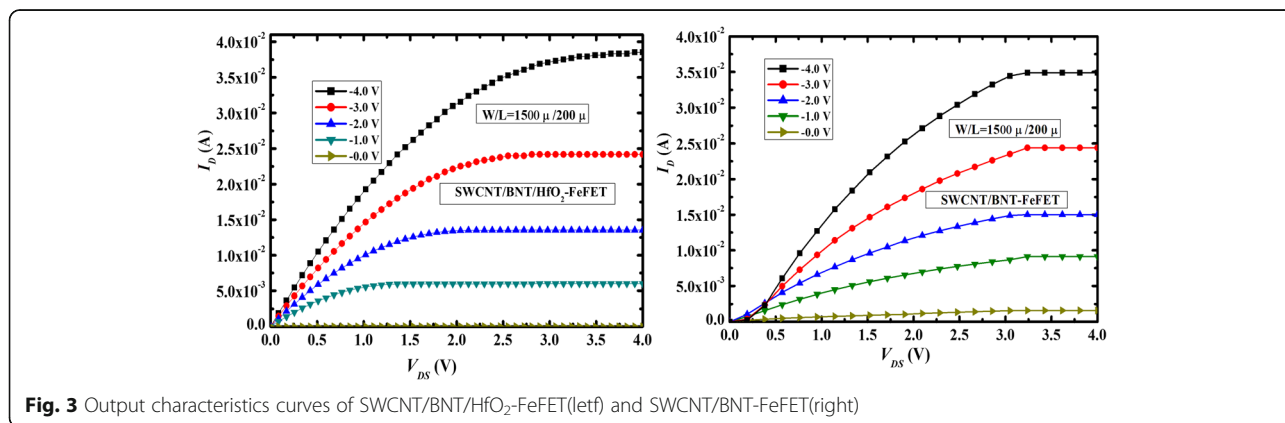 4.0x10⁻²
3.5x10⁻²
3.0x10⁻²
2.5x10⁻²
2.0x10⁻²
1.5x10⁻²
1.0x10⁻²
5.0x10⁻³
0.0
I_D (A)
-4.0 V
-3.0 V
-2.0 V
-1.0 V
-0.0 V
W/L=1500 μ /200 μ
SWCNT/BNT/HfO₂-FeFET
0.0 0.5 1.0 1.5 2.0 2.5 3.0 3.5 4.0
V_DS (V)
4.0x10⁻²
3.5x10⁻²
3.0x10⁻²
2.5x10⁻²
2.0x10⁻²
1.5x10⁻²
1.0x10⁻²
5.0x10⁻³
0.0
I_D (A)
-4.0 V
-3.0 V
-2.0 V
-1.0 V
-0.0 V
W/L=1500 μ /200 μ
SWCNT/BNT-FeFET
0.0 0.5 1.0 1.5 2.0 2.5 3.0 3.5 4.0
V_DS (V)
Fig. 3 Output characteristics curves of SWCNT/BNT/HfO₂-FeFET(letf) and SWCNT/BNT-FeFET(right)